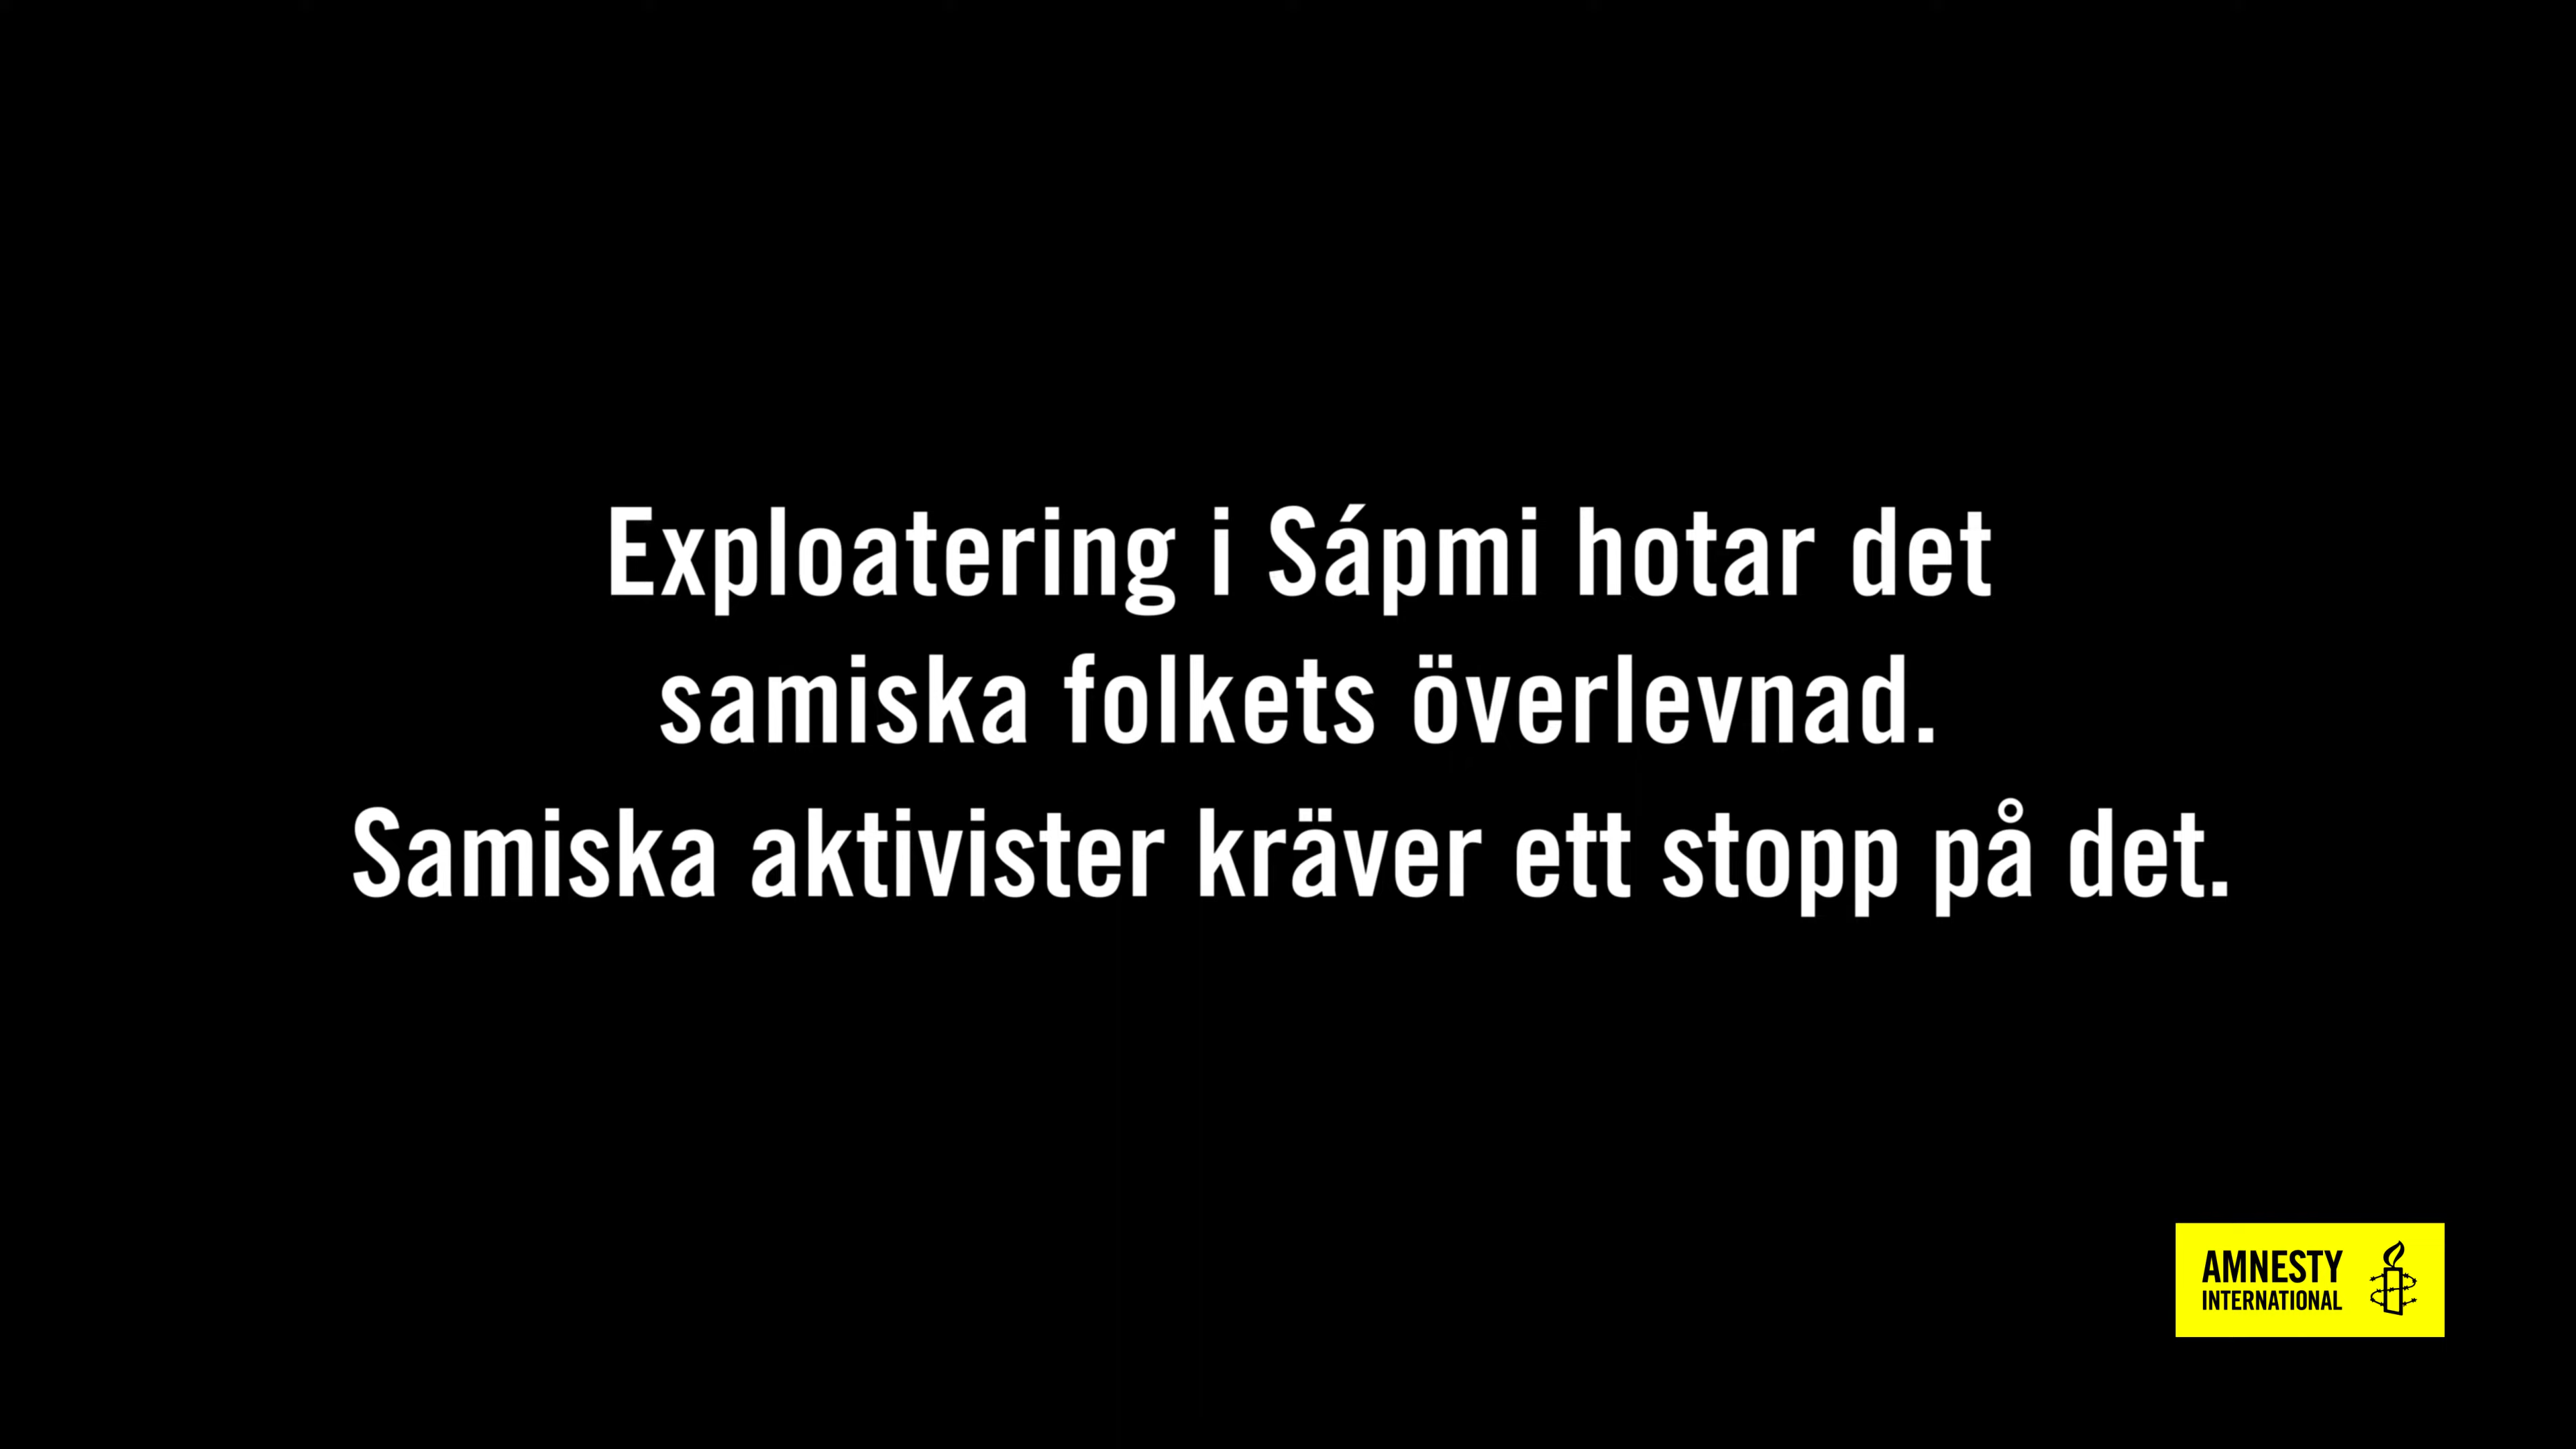 Exploatering i Sápmi hotar det
samiska folkets överlevnad.
Samiska aktivister kräver ett stopp på det.
AMNESTY
INTERNATIONAL